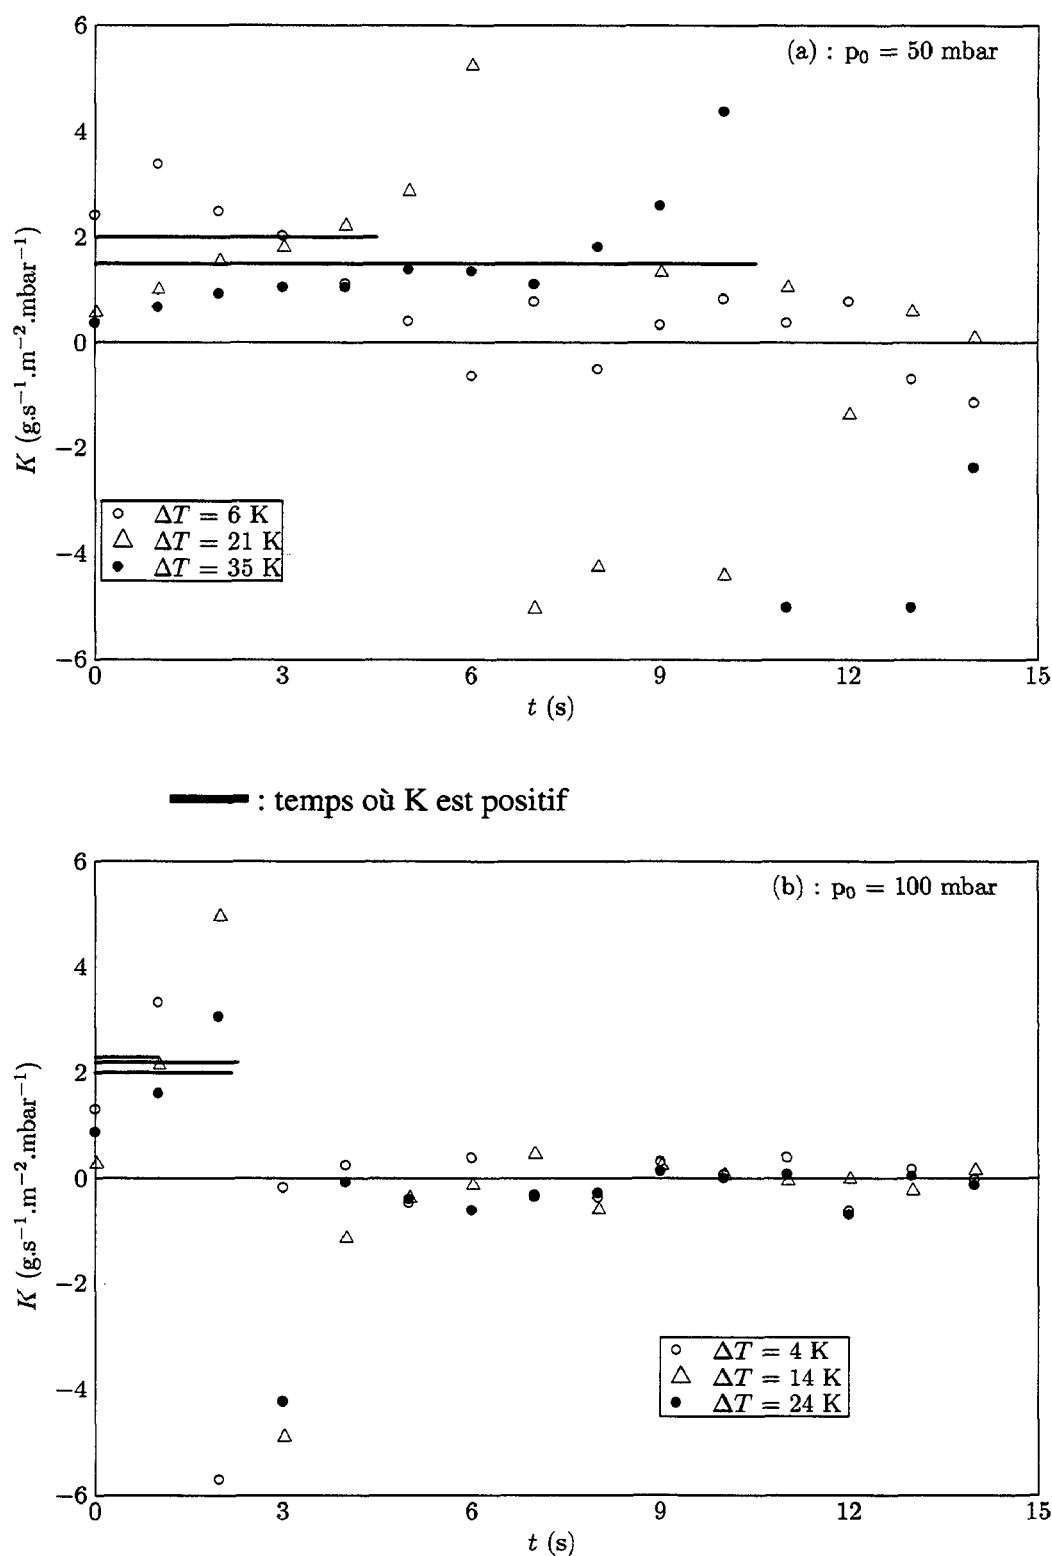 6
(a) : p₀ = 50 mbar
4
2
0
−2
−4
−6
K (g.s⁻¹.m⁻².mbar⁻¹)
ΔT = 6 K
ΔT = 21 K
ΔT = 35 K
0 3 6 9 12 15
t (s)
: temps où K est positif
6
(b) : p₀ = 100 mbar
4
2
0
−2
−4
−6
K (g.s⁻¹.m⁻².mbar⁻¹)
ΔT = 4 K
ΔT = 14 K
ΔT = 24 K
0 3 6 9 12 15
t (s)